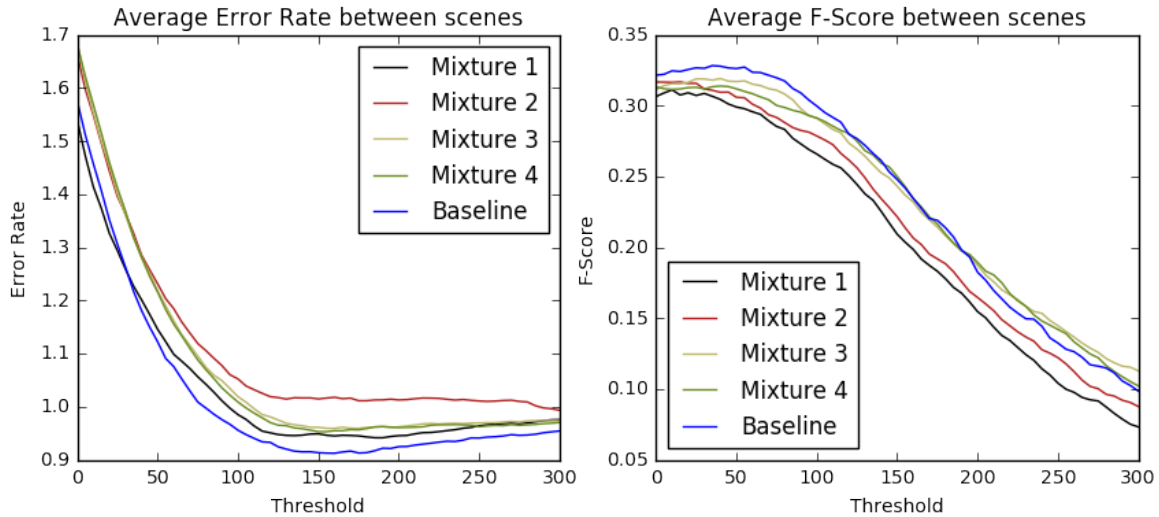 Average Error Rate between scenes
1.7
1.6
1.5
1.4
1.3
1.2
1.1
1.0
0.9
Error Rate
0 50 100 150 200 250 300
Threshold
Mixture 1
Mixture 2
Mixture 3
Mixture 4
Baseline
Average F-Score between scenes
0.35
0.30
0.25
0.20
0.15
0.10
0.05
F-Score
0 50 100 150 200 250 300
Threshold
Mixture 1
Mixture 2
Mixture 3
Mixture 4
Baseline